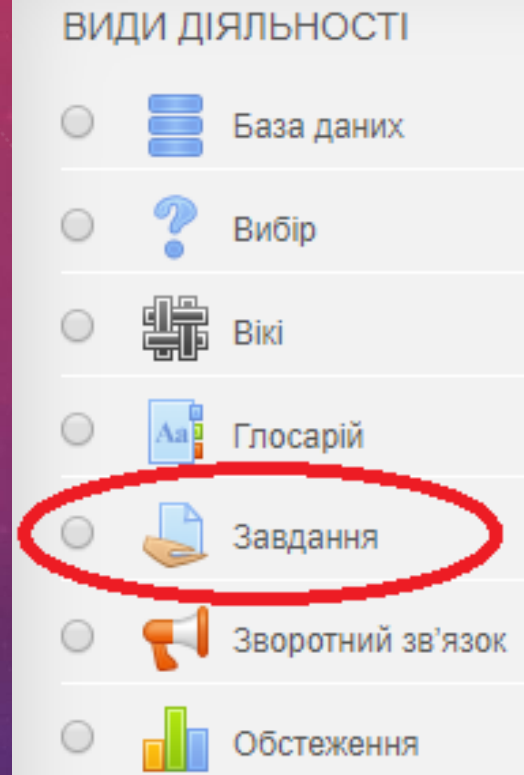 ВИДИ ДІЯЛЬНОСТІ
База даних
Вибір
Вікі
Aa
Глосарій
Завдання
Зворотний зв'язок
Обстеження